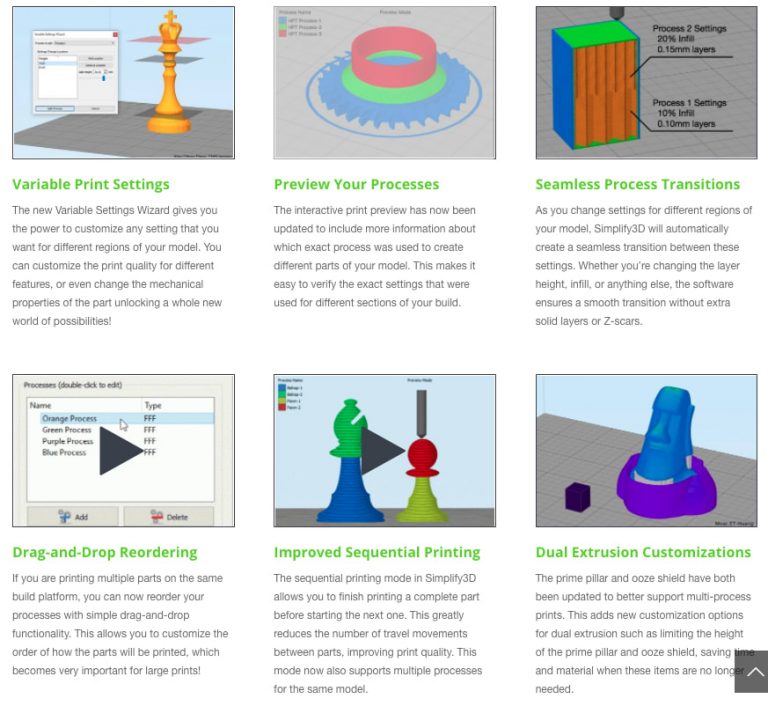 Process Name
HPT Process-1
HPT Process-2
HPT Process-3
Preview Mode
Process 2 Settings
20% Infill
0.15mm layers
Process 1 Settings
10% Infill
0.10mm layers
Variable Print Settings
The new Variable Settings Wizard gives you
the power to customize any setting that you
want for different regions of your model. You
can customize the print quality for different
features, or even change the mechanical
properties of the part unlocking a whole new
world of possibilities!
Preview Your Processes
The interactive print preview has now been
updated to include more information about
which exact process was used to create
different parts of your model. This makes it
easy to verify the exact settings that were
used for different sections of your build.
Seamless Process Transitions
As you change settings for different regions of
your model, Simplify3D will automatically
create a seamless transition between these
settings. Whether you're changing the layer
height, infill, or anything else, the software
ensures a smooth transition without extra
solid layers or Z-scars.
Processes (double-click to edit)
Name Type
Orange Process FFF
Green Process FFF
Purple Process FFF
Blue Process FFF
Add Delete
Process Name
Bishop-1
Bishop-2
Pawn-1
Pawn-2
Preview Mode
Drag-and-Drop Reordering
If you are printing multiple parts on the same
build platform, you can now reorder your
processes with simple drag-and-drop
functionality. This allows you to customize the
order of how the parts will be printed, which
becomes very important for large prints!
Improved Sequential Printing
The sequential printing mode in Simplify3D
allows you to finish printing a complete part
before starting the next one. This greatly
reduces the number of travel movements
between parts, improving print quality. This
mode now also supports multiple processes
for the same model.
Dual Extrusion Customizations
The prime pillar and ooze shield have both
been updated to better support multi-process
prints. This adds new customization options
for dual extrusion such as limiting the height
of the prime pillar and ooze shield, saving time
and material when these items are no longer
needed.